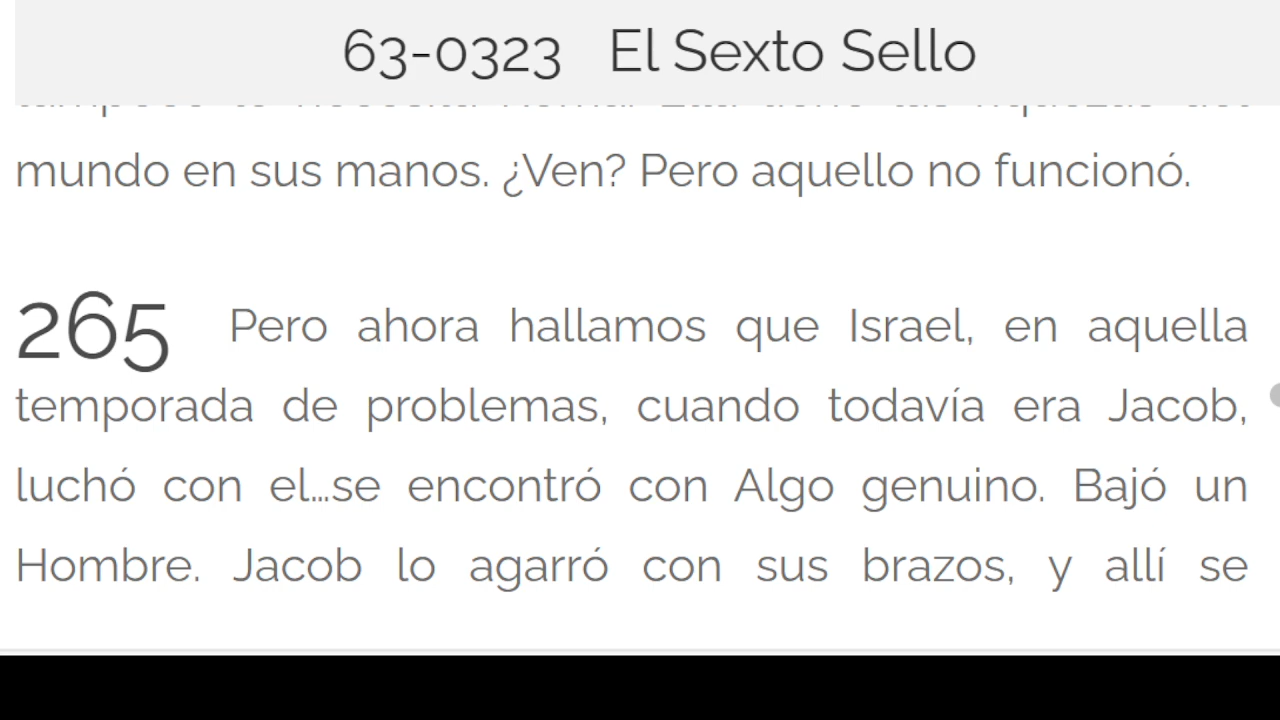 63-0323 El Sexto Sello
mundo en sus manos. ¿Ven? Pero aquello no funcionó.
265 Pero ahora hallamos que Israel, en aquella
temporada de problemas, cuando todavía era Jacob,
luchó con el...se encontró con Algo genuino. Bajó un
Hombre. Jacob lo agarró con sus brazos, y allí se